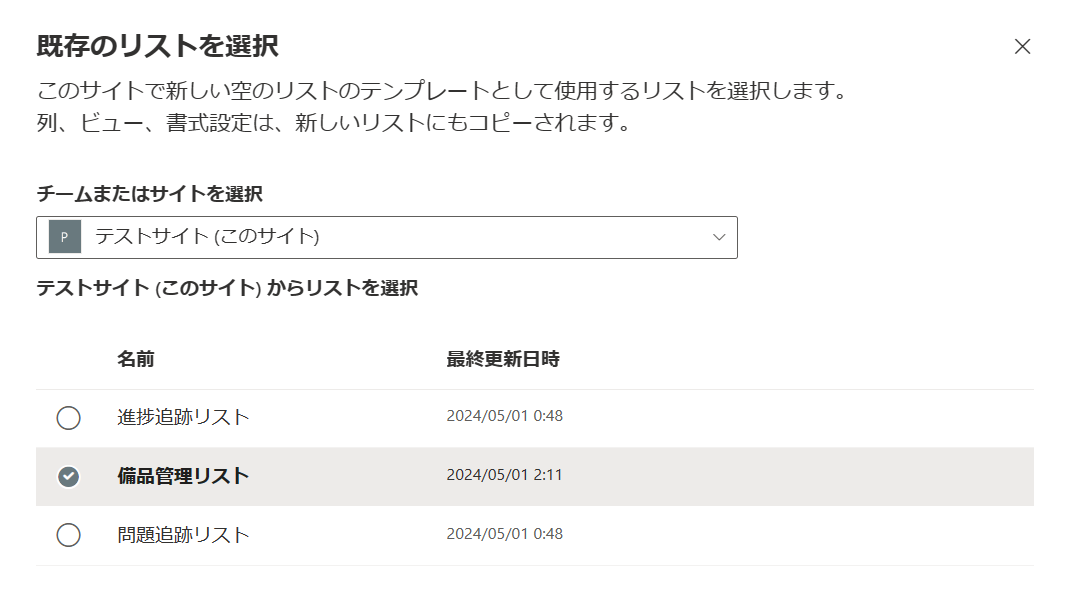 既存のリストを選択
このサイトで新しい空のリストのテンプレートとして使用するリストを選択します。
列、ビュー、書式設定は、新しいリストにもコピーされます。
チームまたはサイトを選択
P テストサイト (このサイト)
テストサイト (このサイト) からリストを選択
名前 最終更新日時
進捗追跡リスト 2024/05/01 0:48
備品管理リスト 2024/05/01 2:11
問題追跡リスト 2024/05/01 0:48